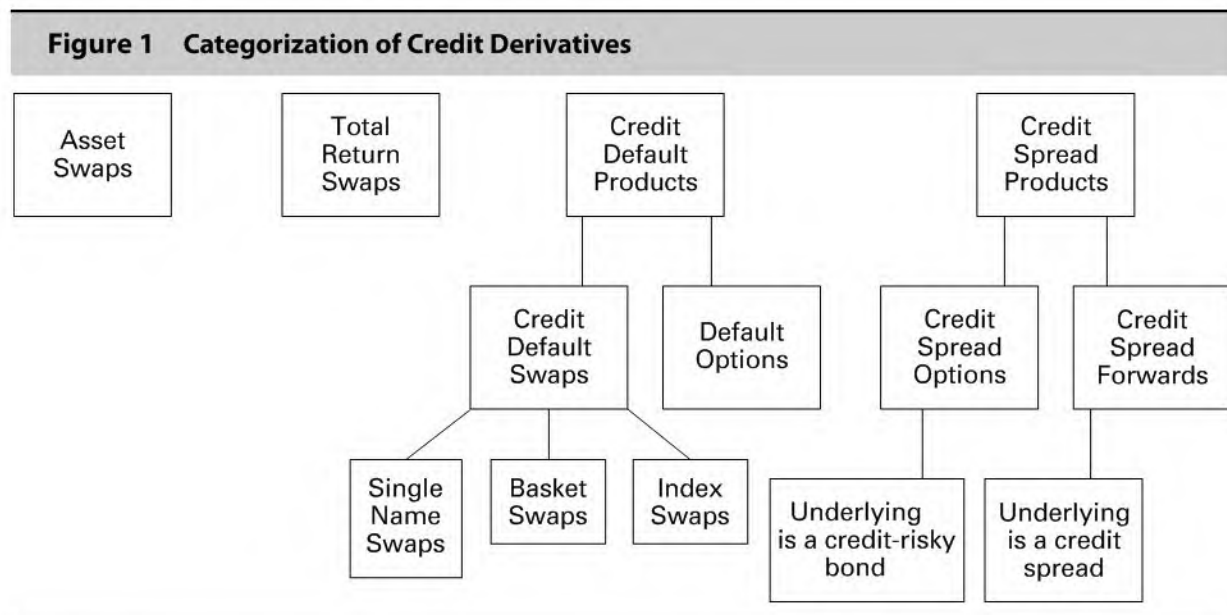 Figure 1 Categorization of Credit Derivatives
Asset
Swaps
Total
Return
Swaps
Credit
Default
Products
Credit
Spread
Products
Credit
Default
Swaps
Default
Options
Credit
Spread
Options
Credit
Spread
Forwards
Single
Name
Swaps
Basket
Swaps
Index
Swaps
Underlying
is a credit-risky
bond
Underlying
is a credit
spread